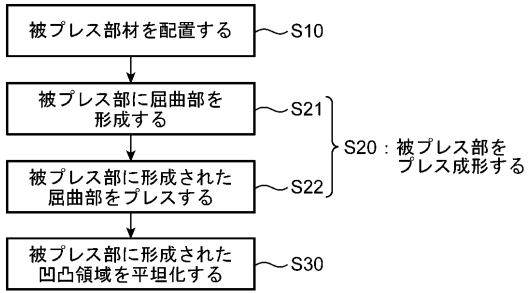 被プレス部材を配置する
S10
被プレス部に屈曲部を
形成する
S21
S20：被プレス部を
プレス成形する
被プレス部に形成された
屈曲部をプレスする
S22
被プレス部に形成された
凹凸領域を平坦化する
S30